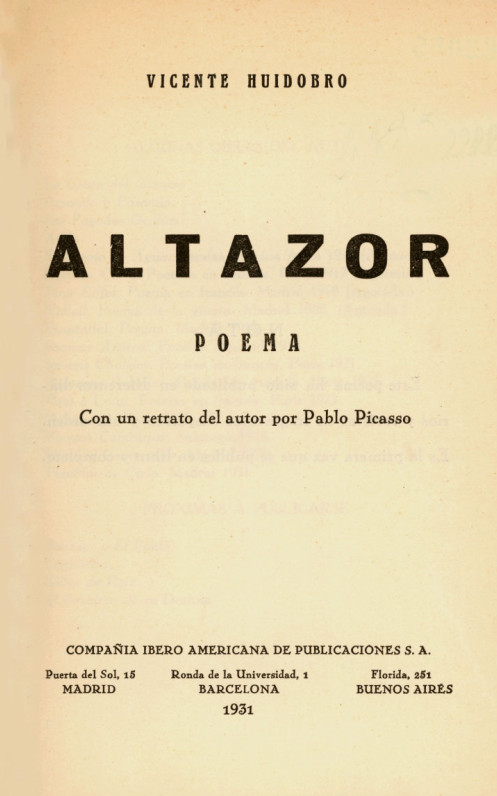 VICENTE HUIDOBRO
ALTAZOR
POEMA
Con un retrato del autor por Pablo Picasso
COMPAÑIA IBERO AMERICANA DE PUBLICACIONES S. A.
Puerta del Sol, 15 Ronda de la Universidad, 1 Florida, 251
MADRID BARCELONA BUENOS AIRES
1931